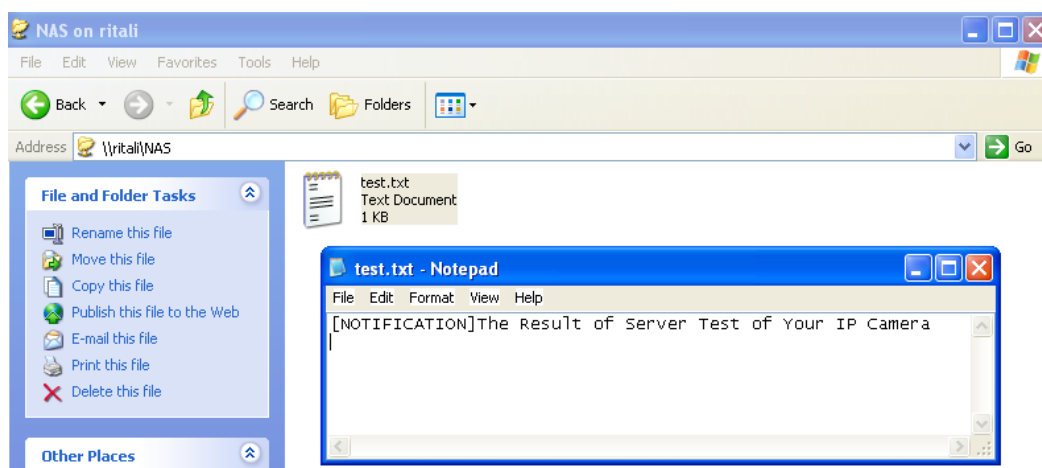 NAS on ritali
File Edit View Favorites Tools Help
Back Search Folders
Address \\ritali\NAS Go
File and Folder Tasks
Rename this file
Move this file
Copy this file
Publish this file to the Web
E-mail this file
Print this file
Delete this file
Other Places
test.txt
Text Document
1 KB
test.txt - Notepad
File Edit Format View Help
[NOTIFICATION]The Result of Server Test of Your IP Camera